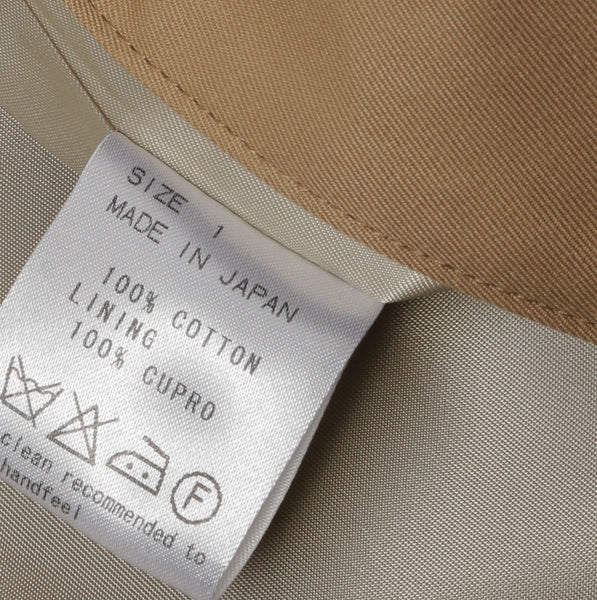 SIZE 1
MADE IN JAPAN
100% COTTON
LINING
100% CUPRO
F
clean recommended to
handfeel